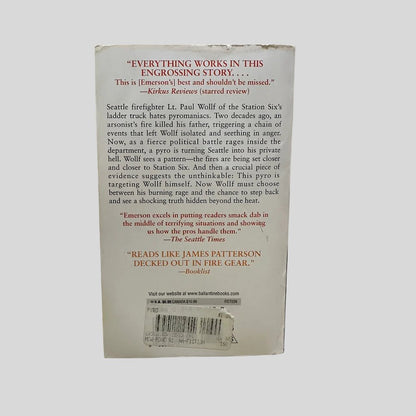 “EVERYTHING WORKS IN THIS
ENGROSSING STORY. . . .
This is [Emerson’s] best and shouldn’t be missed.”
—Kirkus Reviews (starred review)
Seattle firefighter Lt. Paul Wollf of the Station Six’s
ladder truck hates pyromaniacs. Two decades ago, an
arsonist’s fire killed his father, triggering a chain of
events that left Wollf isolated and seething in anger.
Now, as a fierce political battle rages inside the
department, a pyro is turning Seattle into his private
hell. Wollf sees a pattern—the fires are being set closer
and closer to Station Six. And then a crucial piece of
evidence suggests the unthinkable: This pyro is
targeting Wollf himself. Now Wollf must choose
between his burning rage and the chance to step back
and see a shocking truth hidden beyond the heat.
“Emerson excels in putting readers smack dab in
the middle of terrifying situations and showing
us how the pros handle them.”
—The Seattle Times
“READS LIKE JAMES PATTERSON
DECKED OUT IN FIRE GEAR.”
—Booklist
Visit our website at www.ballantinebooks.com
CANADA
FICTION